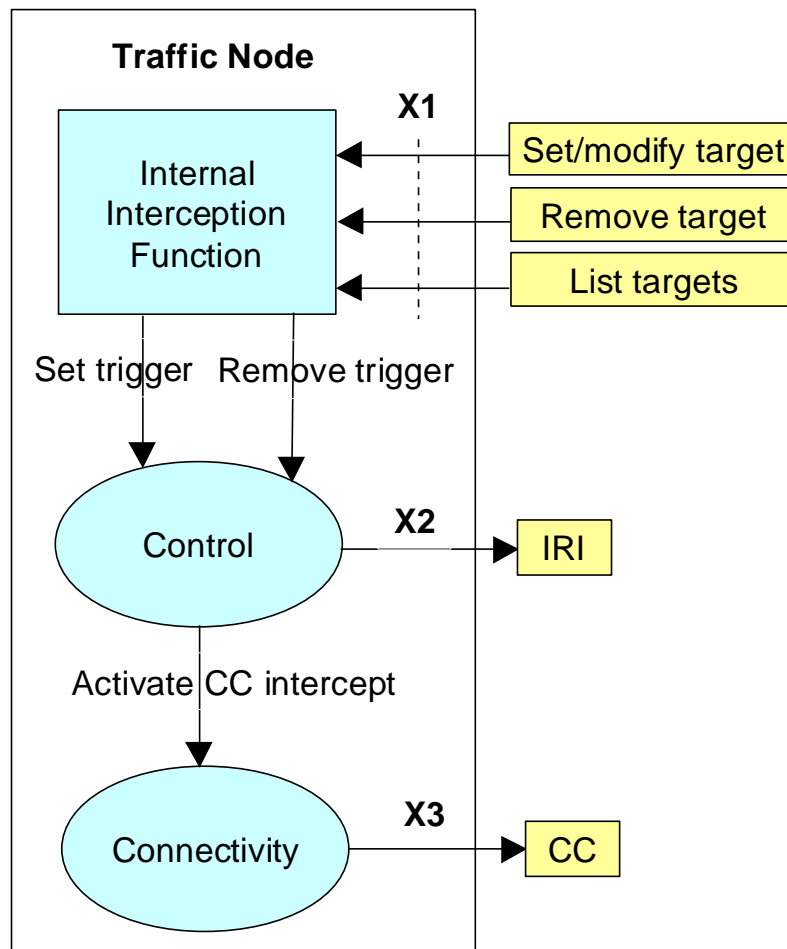 Traffic Node
X1
Internal
Interception
Function
Set/modify target
Remove target
List targets
Set trigger
Remove trigger
Control
X2
IRI
Activate CC intercept
Connectivity
X3
CC